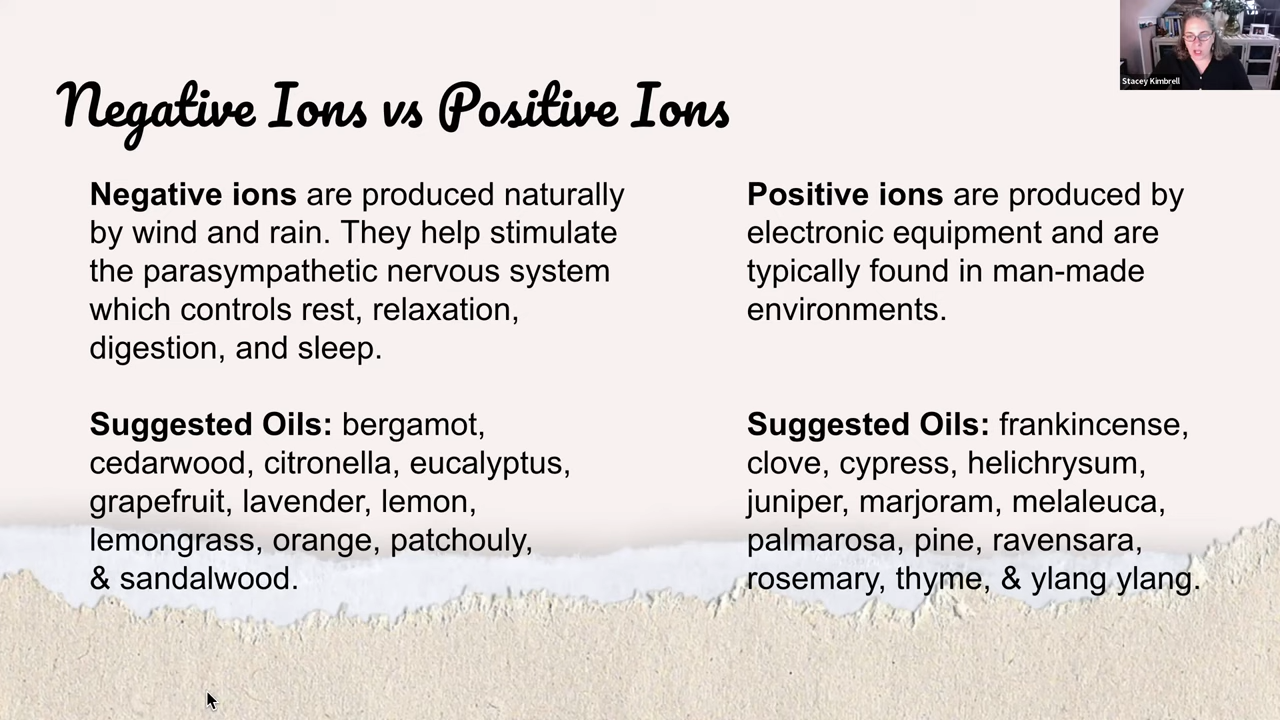 Stacey Kimbrell
Negative Ions vs Positive Ions
Negative ions are produced naturally
by wind and rain. They help stimulate
the parasympathetic nervous system
which controls rest, relaxation,
digestion, and sleep.
Suggested Oils: bergamot,
cedarwood, citronella, eucalyptus,
grapefruit, lavender, lemon,
lemongrass, orange, patchouly,
& sandalwood.
Positive ions are produced by
electronic equipment and are
typically found in man-made
environments.
Suggested Oils: frankincense,
clove, cypress, helichrysum,
juniper, marjoram, melaleuca,
palmarosa, pine, ravensara,
rosemary, thyme, & ylang ylang.